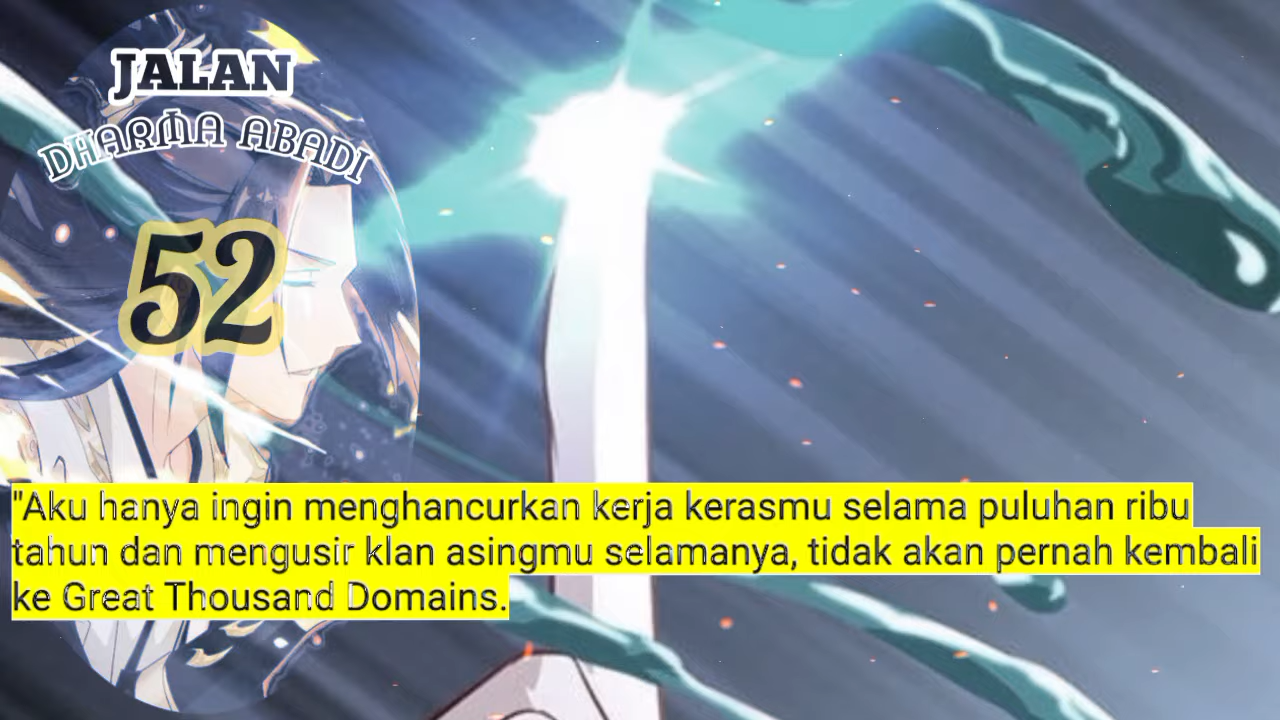 JALAN
DHARMA ABADI
52
"Aku hanya ingin menghancurkan kerja kerasmu selama puluhan ribu
tahun dan mengusir klan asingmu selamanya, tidak akan pernah kembali
ke Great Thousand Domains.